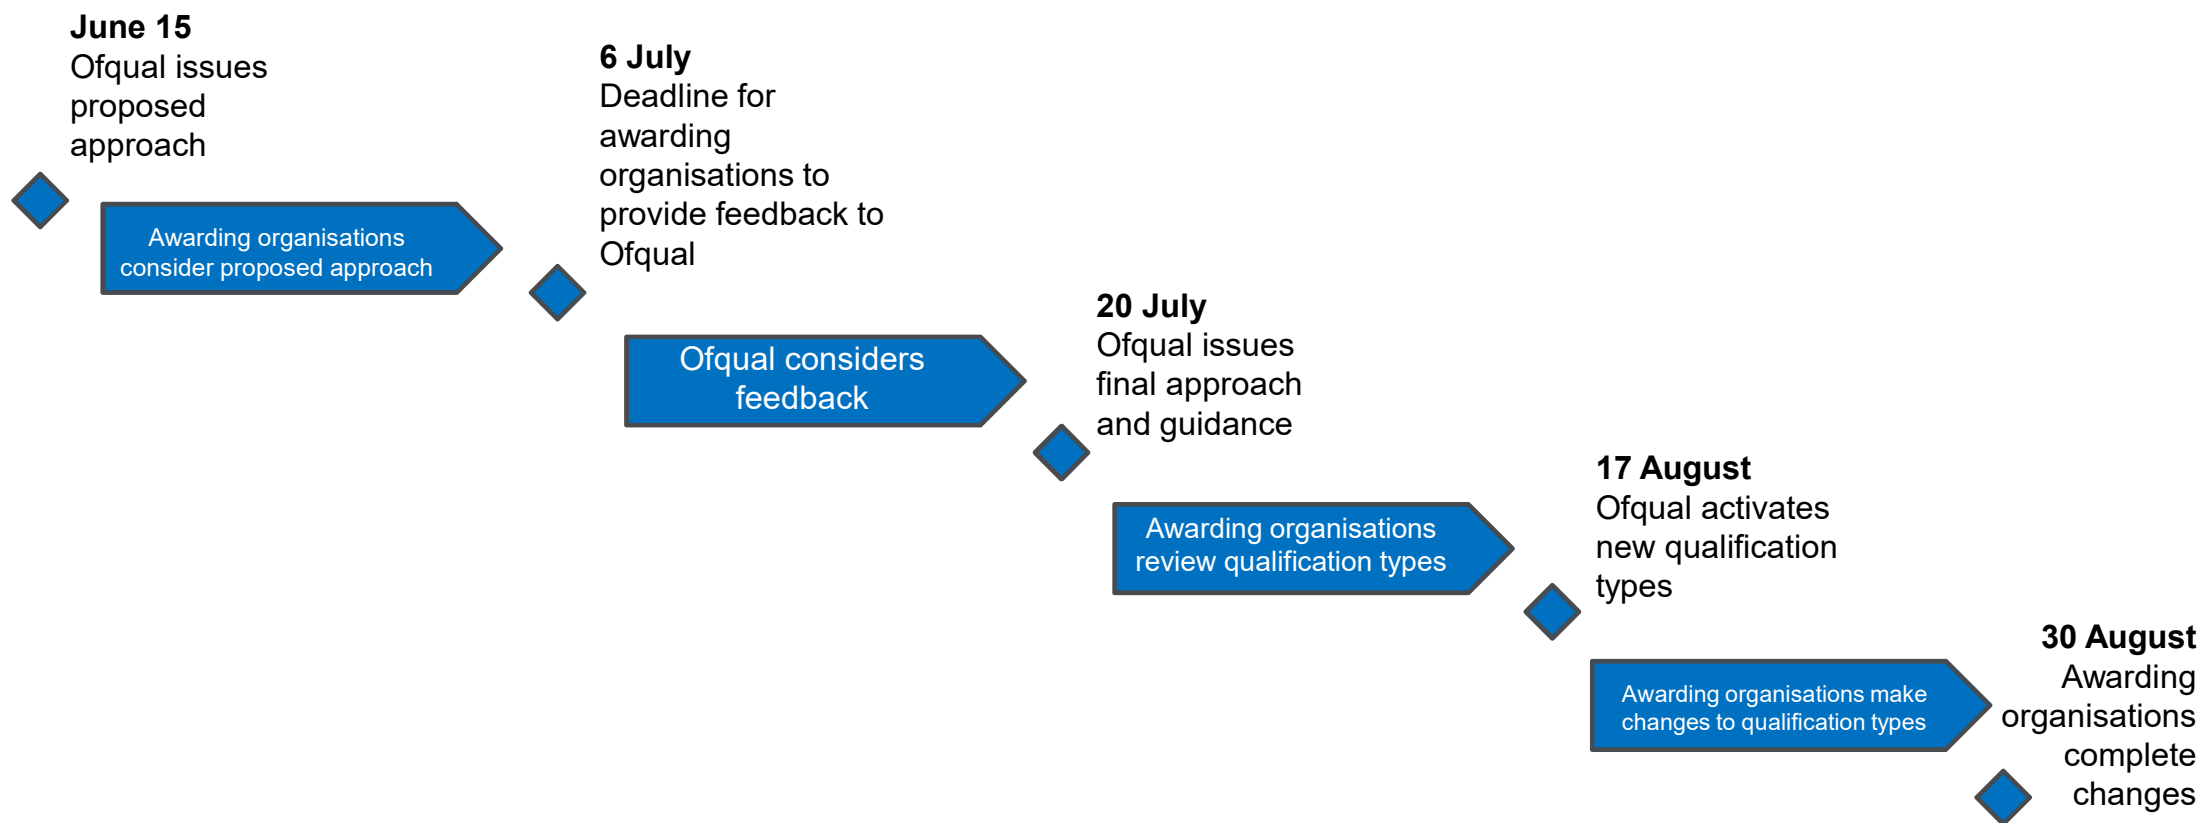 June 15
Ofqual issues
proposed
approach
Awarding organisations
consider proposed approach
6 July
Deadline for
awarding
organisations to
provide feedback to
Ofqual
Ofqual considers
feedback
20 July
Ofqual issues
final approach
and guidance
Awarding organisations
review qualification types
17 August
Ofqual activates
new qualification
types
Awarding organisations make
changes to qualification types
30 August
Awarding
organisations
complete
changes